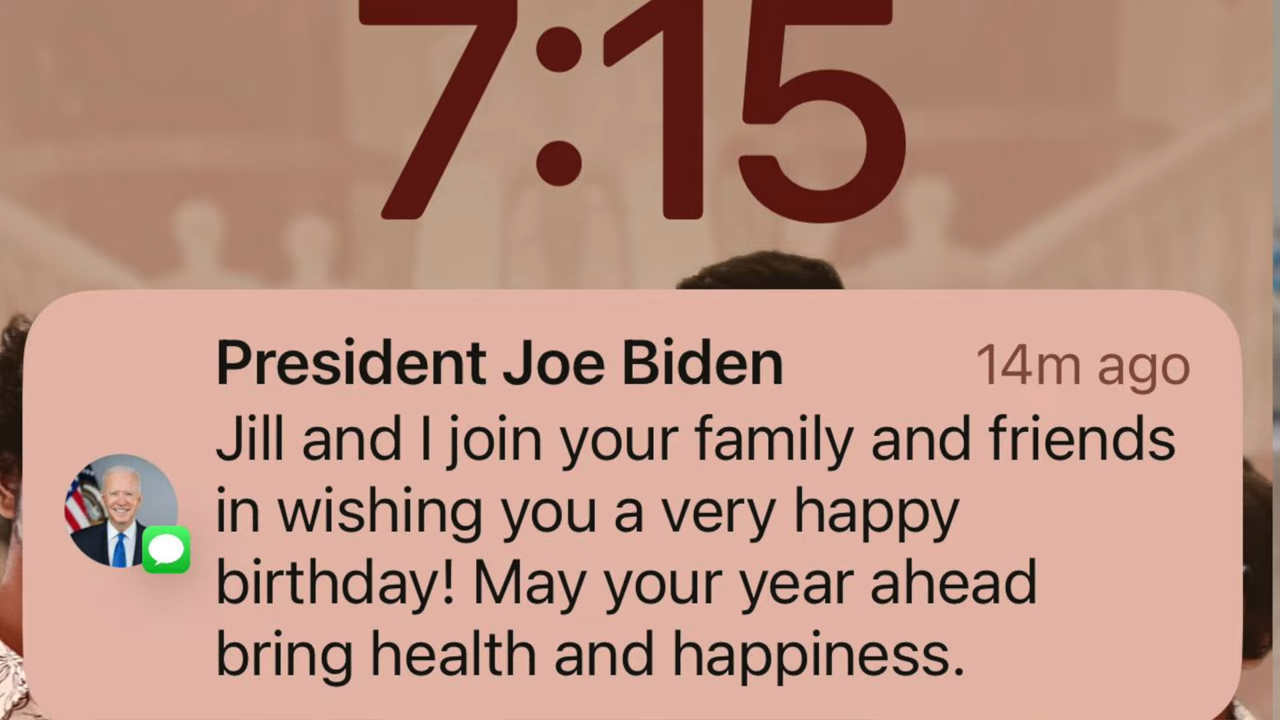 7:15
President Joe Biden 14m ago
Jill and I join your family and friends
in wishing you a very happy
birthday! May your year ahead
bring health and happiness.